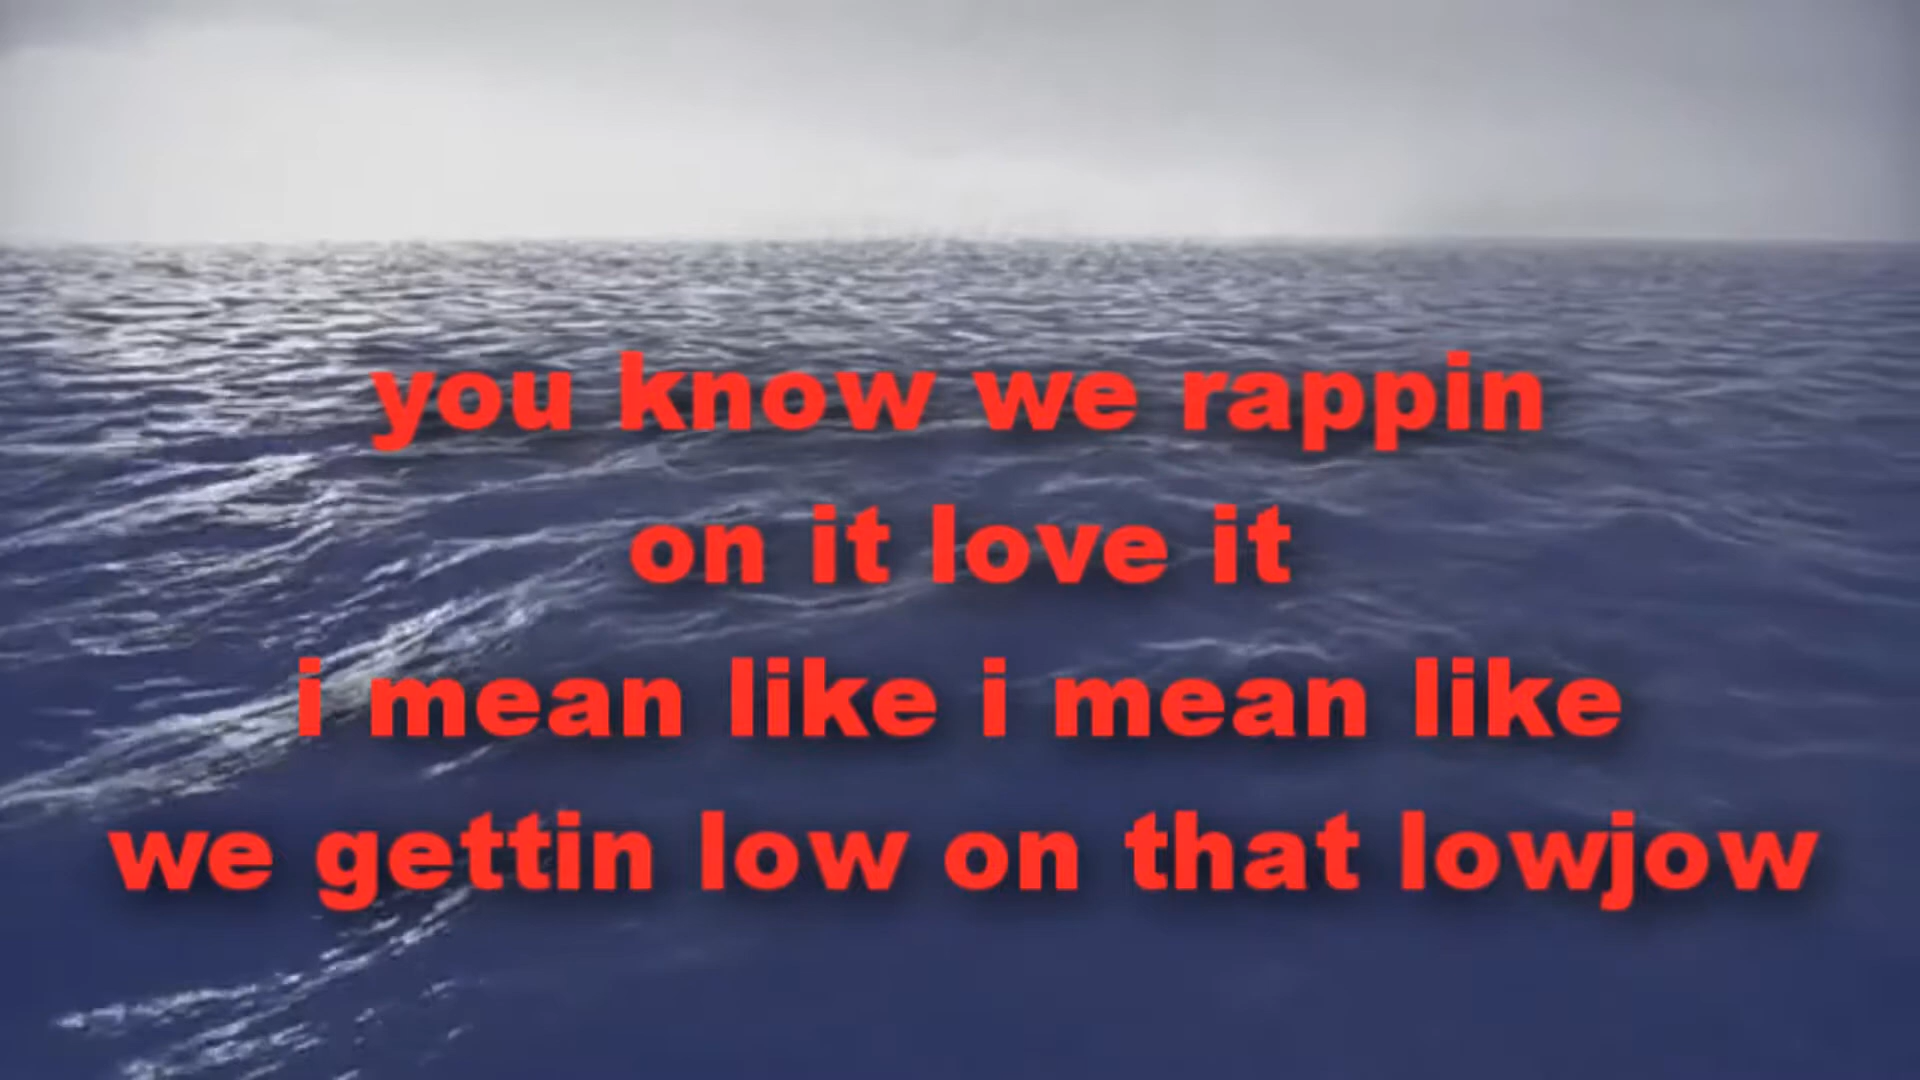 you know we rappin
on it love it
i mean like i mean like
we gettin low on that lowjow